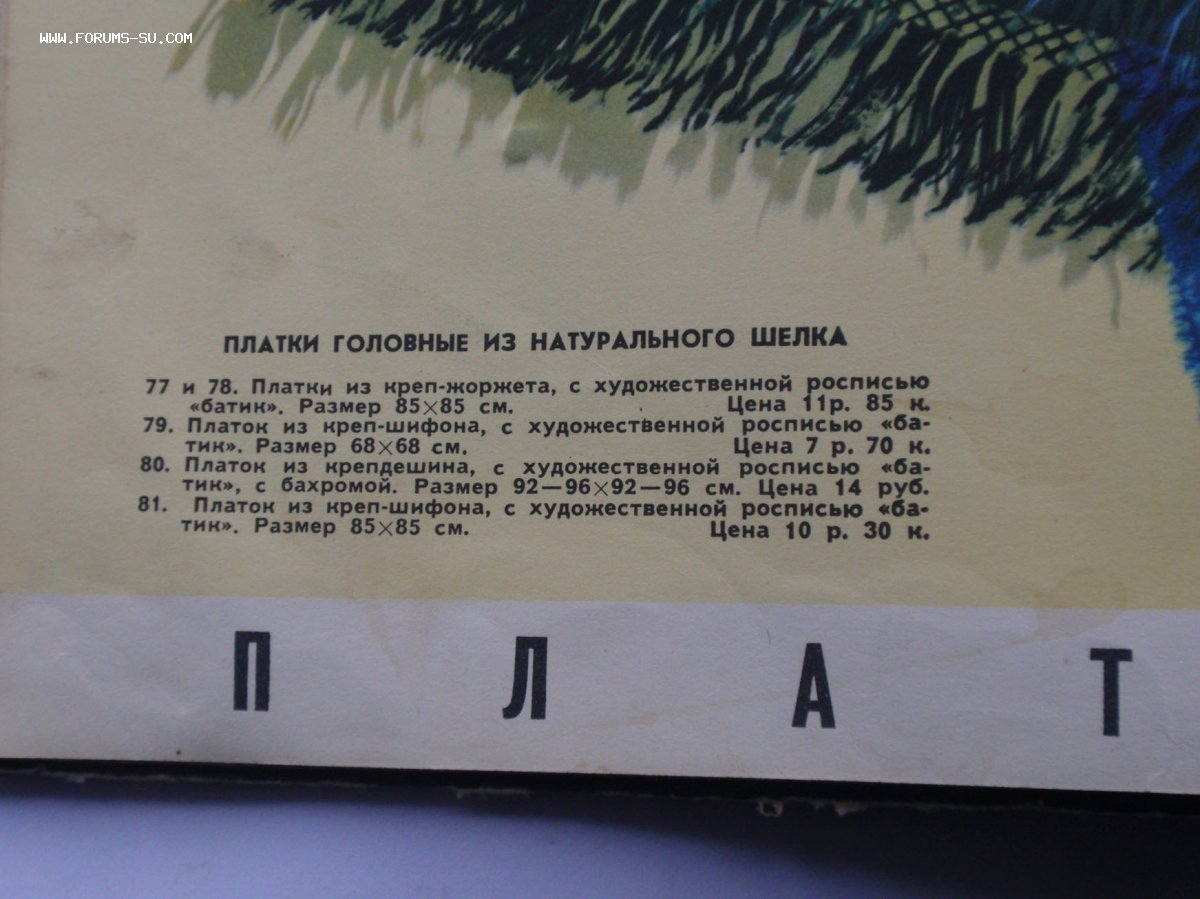 WWW.FORUMS-SU.COM
ПЛАТКИ ГОЛОВНЫЕ ИЗ НАТУРАЛЬНОГО ШЕЛКА
77 и 78. Платки из креп-жоржета, с художественной росписью
«батик». Размер 85×85 см. Цена 11р. 85 к.
79. Платок из креп-шифона, с художественной росписью «ба-
тик». Размер 68×68 см. Цена 7 р. 70 к.
80. Платок из крепдешина, с художественной росписью «ба-
тик», с бахромой. Размер 92—96×92—96 см. Цена 14 руб.
81. Платок из креп-шифона, с художественной росписью «ба-
тик». Размер 85×85 см. Цена 10 р. 30 к.
П Л А Т